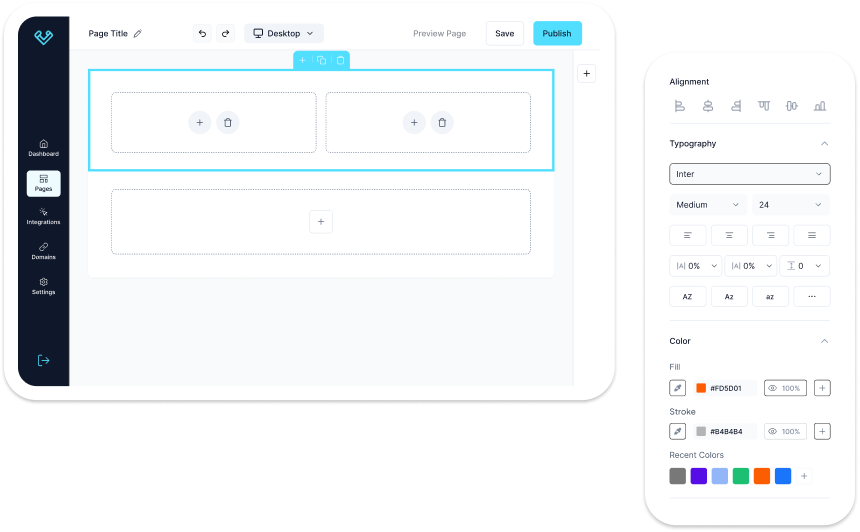 Page Title
Desktop
Preview Page
Save
Publish
Dashboard
Pages
Integrations
Domains
Settings
Alignment
Typography
Inter
Medium
24
|A| 0%
|A| 0%
0
AZ
Az
az
...
Color
Fill
#FD5D01
100%
Stroke
#B4B4B4
100%
Recent Colors